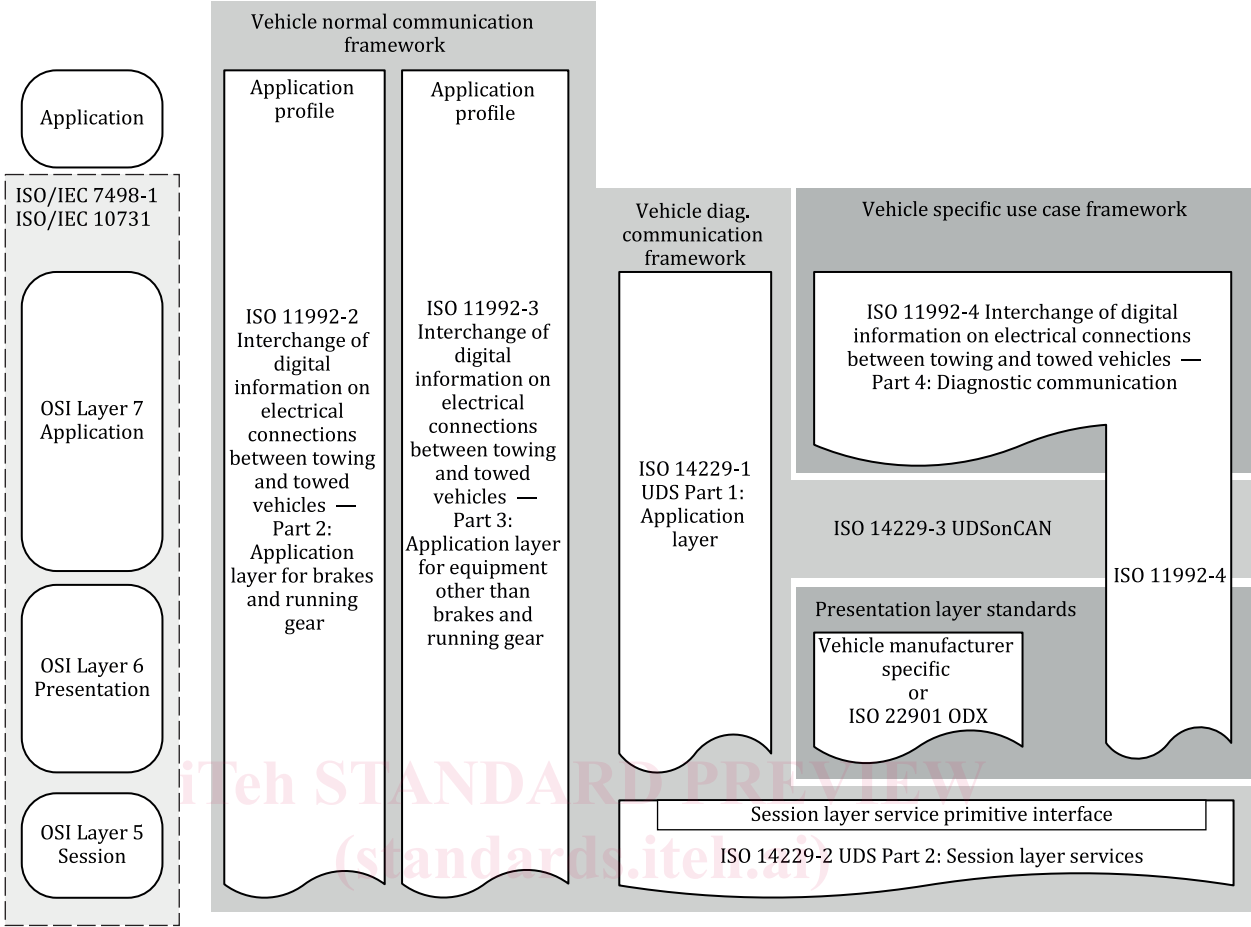 Vehicle normal communication
framework
Application
Application
profile
Application
profile
ISO/IEC 7498-1
ISO/IEC 10731
Vehicle diag.
communication
framework
Vehicle specific use case framework
OSI Layer 7
Application
ISO 11992-2
Interchange of
digital
information on
electrical
connections
between towing
and towed
vehicles —
Part 2:
Application
layer for brakes
and running
gear
ISO 11992-3
Interchange of
digital
information on
electrical
connections
between towing
and towed
vehicles —
Part 3:
Application layer
for equipment
other than
brakes and
running gear
ISO 14229-1
UDS Part 1:
Application
layer
ISO 11992-4 Interchange of digital
information on electrical connections
between towing and towed vehicles —
Part 4: Diagnostic communication
ISO 14229-3 UDSonCAN
ISO 11992-4
OSI Layer 6
Presentation
Presentation layer standards
Vehicle manufacturer
specific
or
ISO 22901 ODX
iTeh STANDARD PREVIEW
(standards.iteh.ai)
OSI Layer 5
Session
Session layer service primitive interface
ISO 14229-2 UDS Part 2: Session layer services